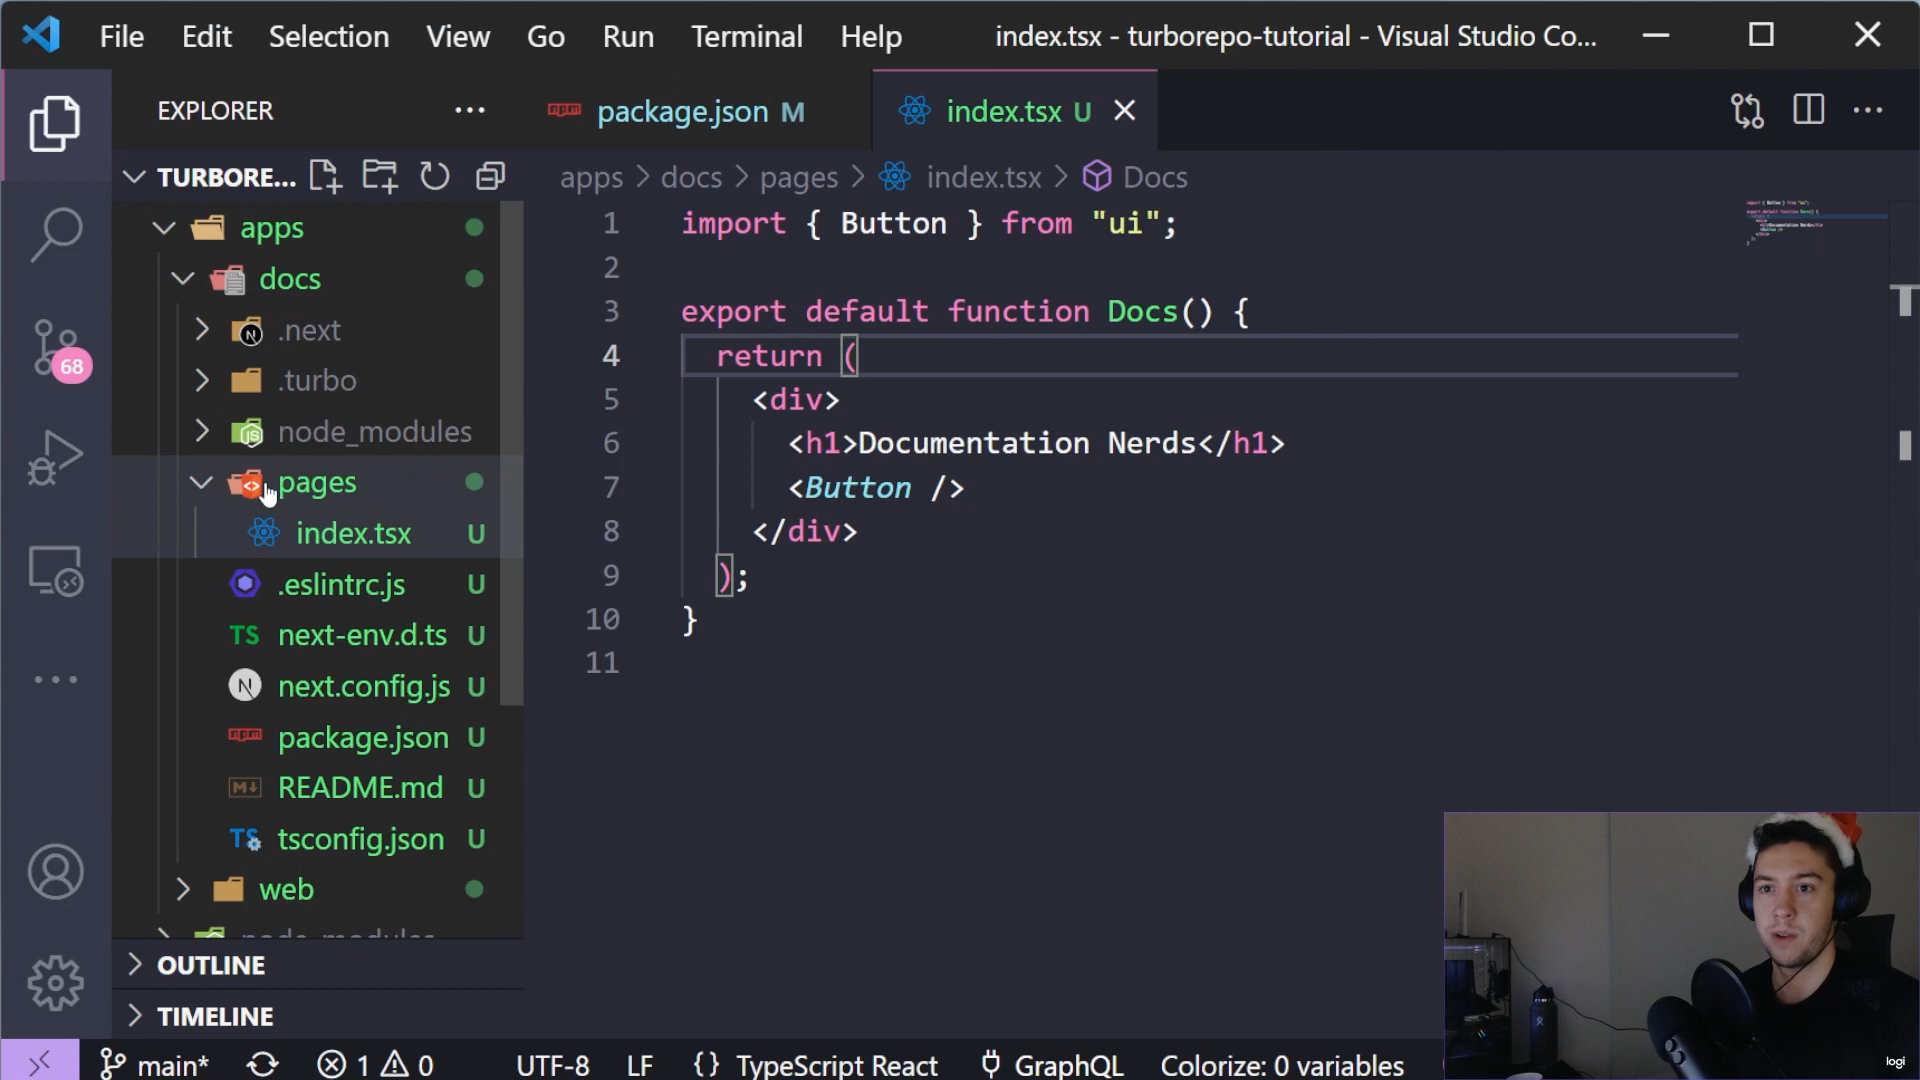 File Edit Selection View Go Run Terminal Help index.tsx - turborepo-tutorial - Visual Studio Co...
EXPLORER
package.json M
index.tsx U
TURBORE...
apps > docs > pages > index.tsx > Docs
apps
docs
.next
.turbo
node_modules
pages
index.tsx U
.eslintrc.js U
next-env.d.ts U
next.config.js U
package.json U
README.md U
tsconfig.json U
web
node_modules
OUTLINE
TIMELINE
68
1 import { Button } from "ui";
2
3 export default function Docs() {
4 return (
5 <div>
6 <h1>Documentation Nerds</h1>
7 <Button />
8 </div>
9 );
10 }
11
main* 1 0 UTF-8 LF {} TypeScript React GraphQL Colorize: 0 variables
logi